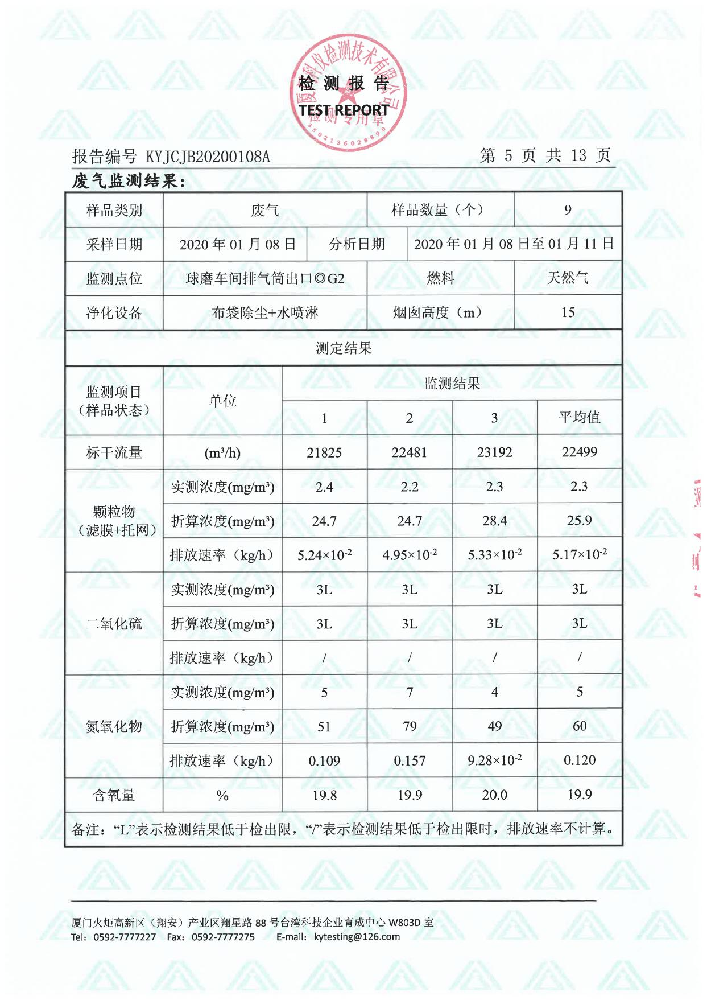 厦门科仪检测技术有限公司
检测报告
TEST REPORT
检测专用章
3502136028890
报告编号 KYJCJB20200108A 第 5 页 共 13 页
废气监测结果：
样品类别 废气 样品数量（个） 9
采样日期 2020 年 01 月 08 日 分析日期 2020 年 01 月 08 日至 01 月 11 日
监测点位 球磨车间排气筒出口◎G2 燃料 天然气
净化设备 布袋除尘+水喷淋 烟囱高度（m） 15
测定结果
监测项目（样品状态） 单位 监测结果
1 2 3 平均值
标干流量 (m³/h) 21825 22481 23192 22499
颗粒物（滤膜+托网） 实测浓度(mg/m³) 2.4 2.2 2.3 2.3
折算浓度(mg/m³) 24.7 24.7 28.4 25.9
排放速率（kg/h） 5.24×10⁻² 4.95×10⁻² 5.33×10⁻² 5.17×10⁻²
二氧化硫 实测浓度(mg/m³) 3L 3L 3L 3L
折算浓度(mg/m³) 3L 3L 3L 3L
排放速率（kg/h） / / / /
氮氧化物 实测浓度(mg/m³) 5 7 4 5
折算浓度(mg/m³) 51 79 49 60
排放速率（kg/h） 0.109 0.157 9.28×10⁻² 0.120
含氧量 % 19.8 19.9 20.0 19.9
备注：“L”表示检测结果低于检出限，“/”表示检测结果低于检出限时，排放速率不计算。
厦门火炬高新区（翔安）产业区翔星路 88 号台湾科技企业育成中心 W803D 室
Tel：0592-7777227 Fax：0592-7777275 E-mail：kytesting@126.com